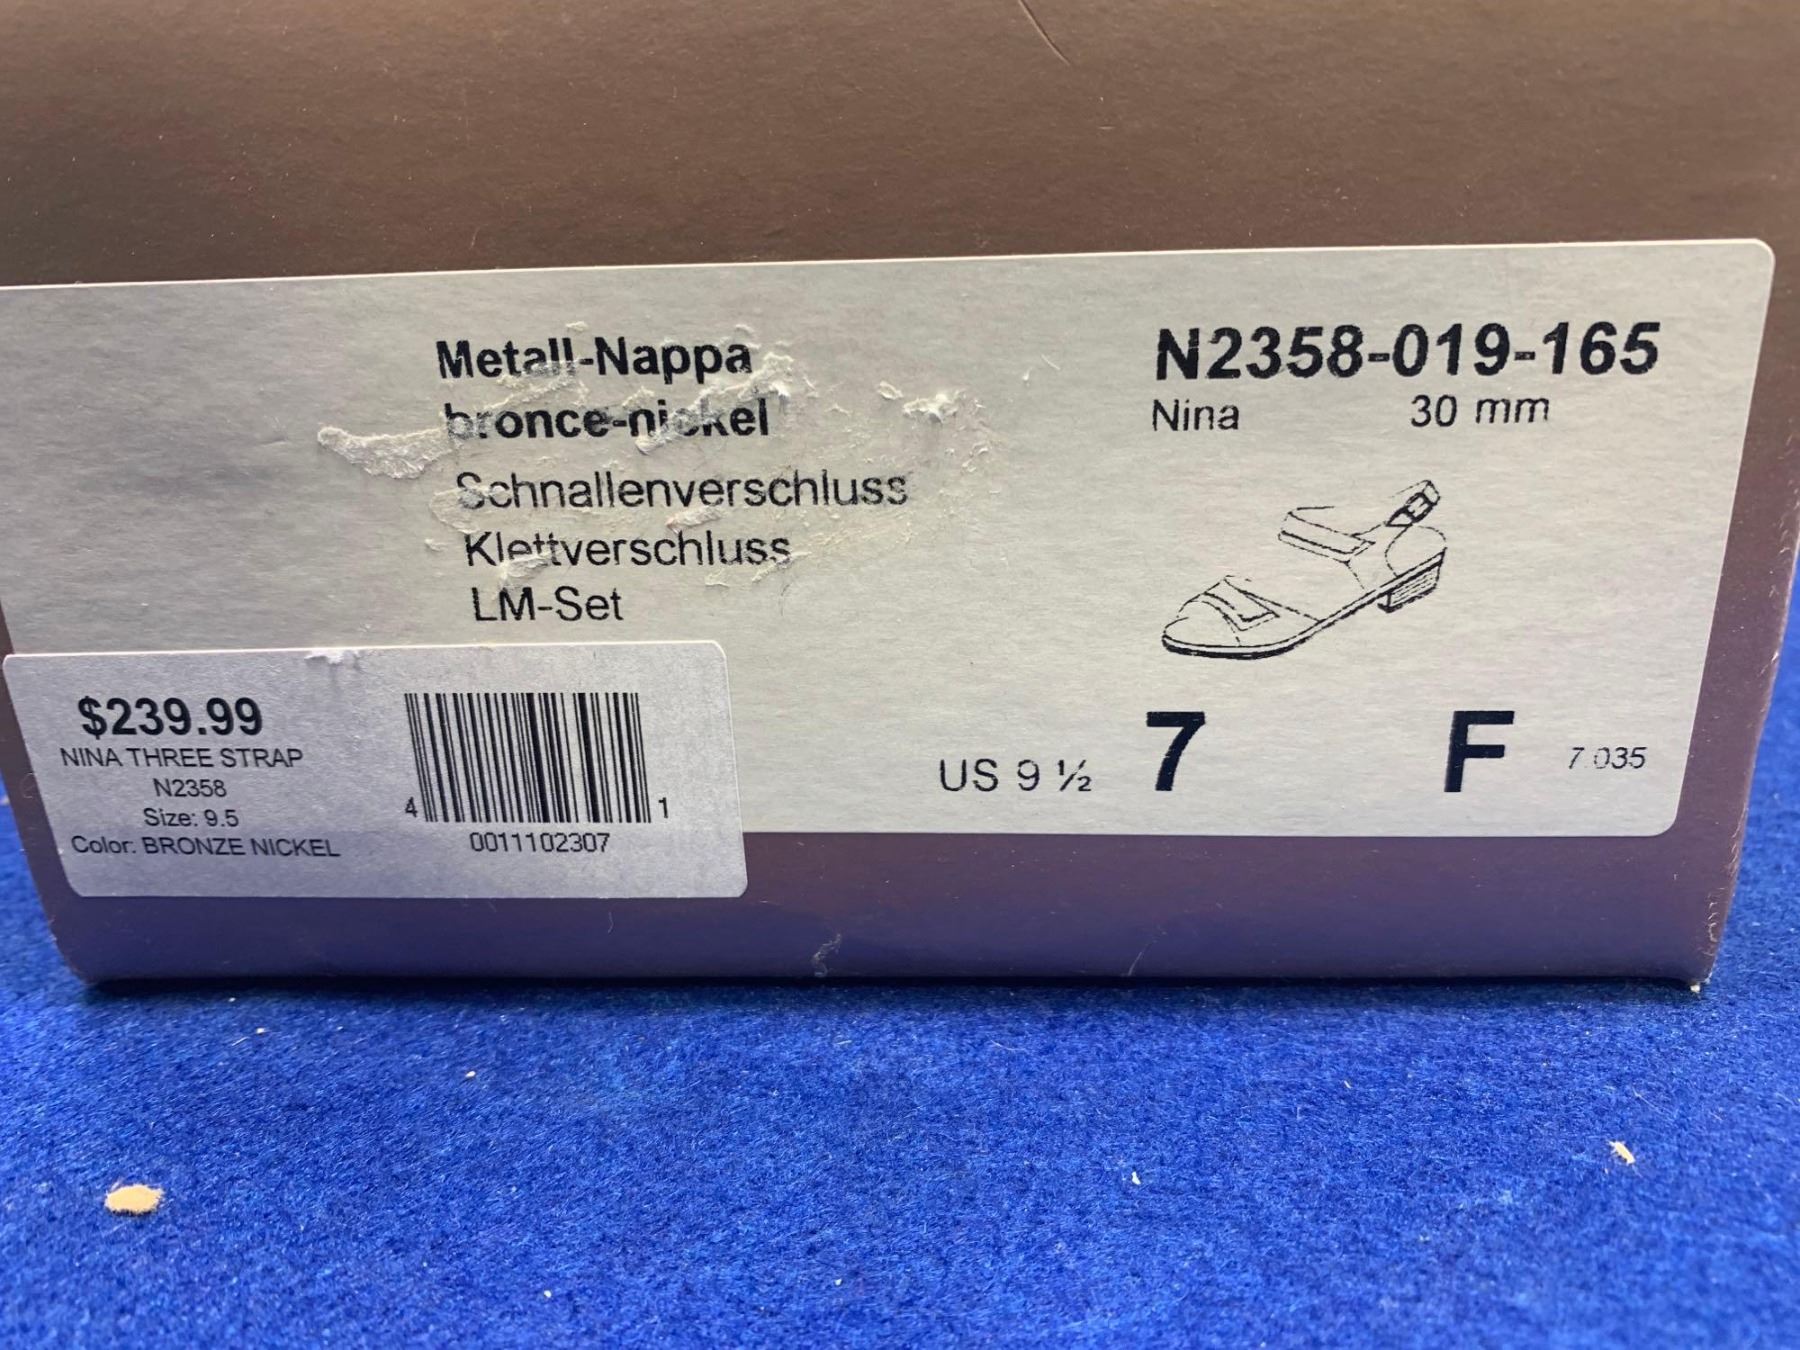 Metall-Nappa
bronce-nickel
Schnallenverschluss
Klettverschluss
LM-Set
N2358-019-165
Nina 30 mm
US 9 ½ 7 F 7.035
$239.99
NINA THREE STRAP
N2358
Size: 9.5
Color: BRONZE NICKEL
4 1
0011102307